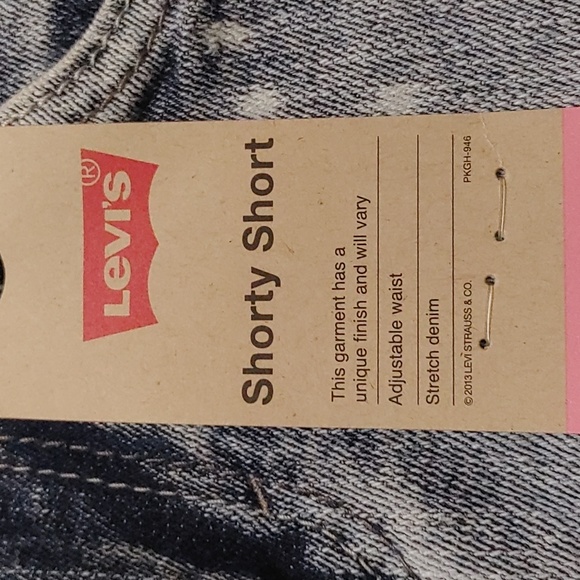 Levi's®
Shorty Short
This garment has a
unique finish and will vary
Adjustable waist
Stretch denim
© 2013 LEVI STRAUSS & CO.
PKGH-946